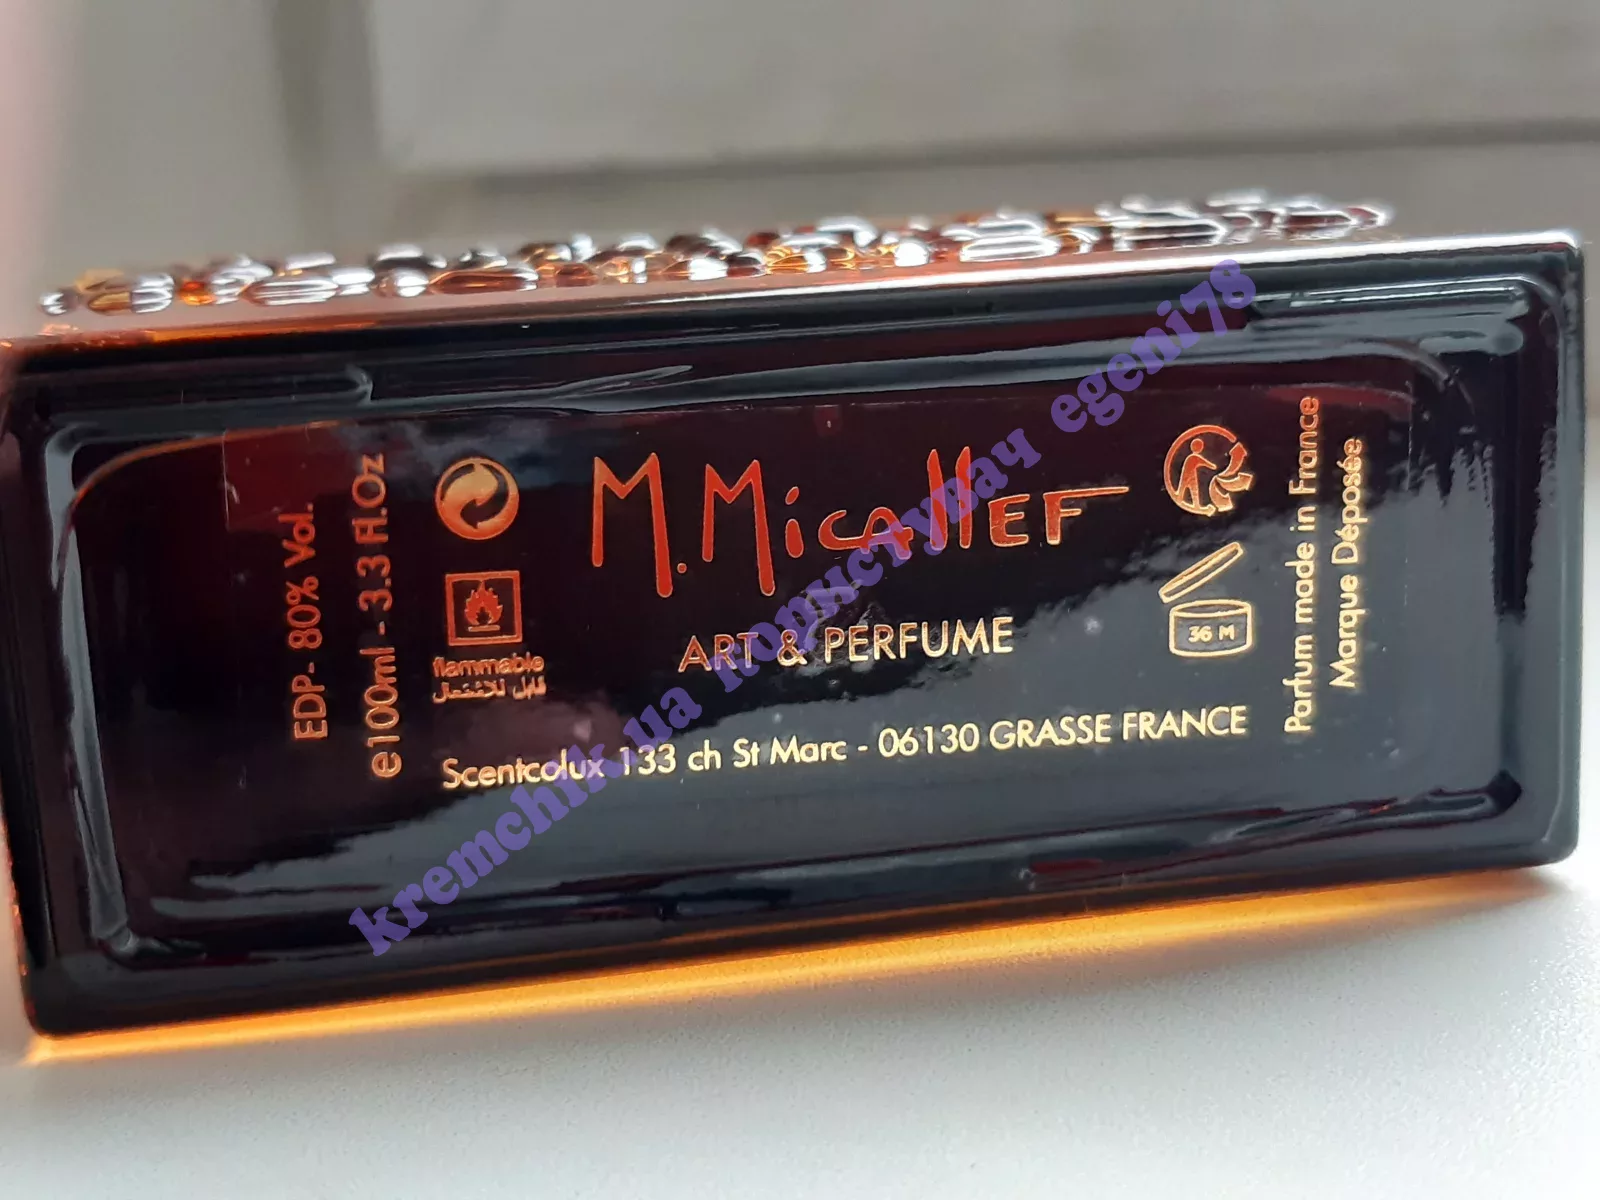 EDP- 80% Vol.
e100ml -3.3 Fl.Oz
flammable
قابل للاشتعال
M. Micallef
ART & PERFUME
Scentcolux 133 ch St Marc - 06130 GRASSE FRANCE
36 M
Parfum made in France
Marque Déposée
kremchik.ua користувач egeni78